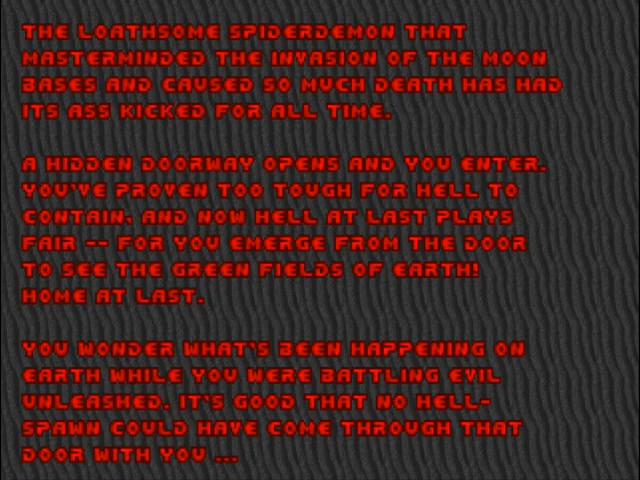 THE LOATHSOME SPIDERDEMON THAT
MASTERMINDED THE INVASION OF THE MOON
BASES AND CAUSED SO MUCH DEATH HAS HAD
ITS ASS KICKED FOR ALL TIME.
A HIDDEN DOORWAY OPENS AND YOU ENTER.
YOU'VE PROVEN TOO TOUGH FOR HELL TO
CONTAIN, AND NOW HELL AT LAST PLAYS
FAIR -- FOR YOU EMERGE FROM THE DOOR
TO SEE THE GREEN FIELDS OF EARTH!
HOME AT LAST.
YOU WONDER WHAT'S BEEN HAPPENING ON
EARTH WHILE YOU WERE BATTLING EVIL
UNLEASHED. IT'S GOOD THAT NO HELL-
SPAWN COULD HAVE COME THROUGH THAT
DOOR WITH YOU ...